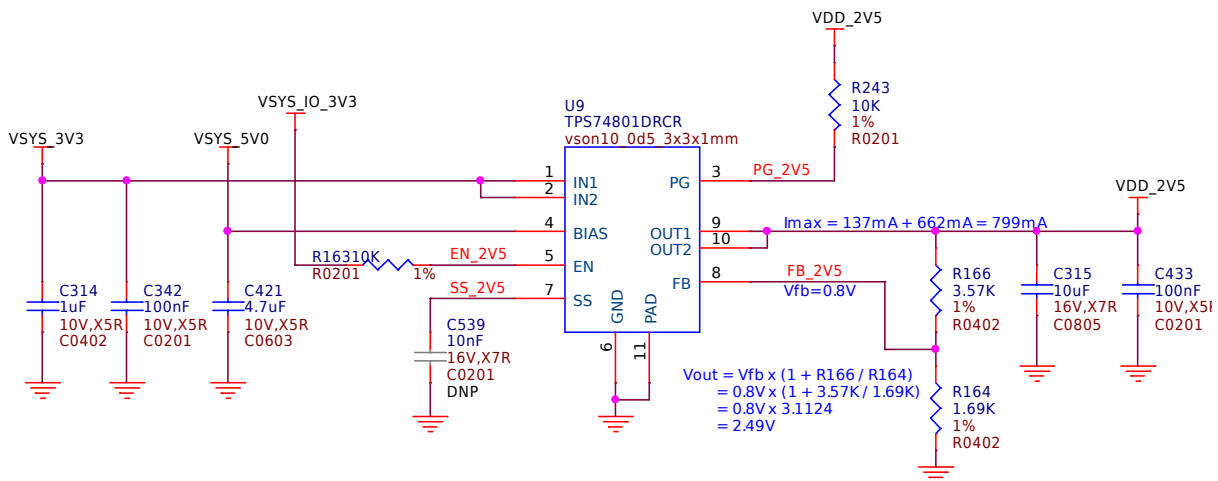 VDD_2V5
R243
10K
1%
R0201
VSYS_IO_3V3
U9
TPS74801DRCR
vson10_0d5_3x3x1mm
VSYS_3V3
VSYS_5V0
1
IN1
2
IN2
4
BIAS
5
EN
7
SS
3
PG
9
OUT1
10
OUT2
8
FB
GND
6
PAD
11
PG_2V5
VDD_2V5
Imax = 137mA + 662mA = 799mA
R163
10K
R0201
1%
EN_2V5
SS_2V5
FB_2V5
Vfb=0.8V
C314
1uF
10V,X5R
C0402
C342
100nF
10V,X5R
C0201
C421
4.7uF
10V,X5R
C0603
C539
10nF
16V,X7R
C0201
DNP
R166
3.57K
1%
R0402
C315
10uF
16V,X7R
C0805
C433
100nF
10V,X5R
C0201
Vout = Vfb x (1 + R166 / R164)
= 0.8V x (1 + 3.57K / 1.69K)
= 0.8V x 3.1124
= 2.49V
R164
1.69K
1%
R0402